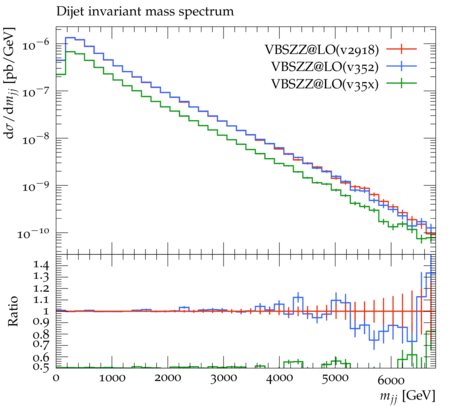 Dijet invariant mass spectrum
dσ/dm_jj [pb/GeV]
VBSZZ@LO(v2918)
VBSZZ@LO(v352)
VBSZZ@LO(v35x)
10⁻⁶
10⁻⁷
10⁻⁸
10⁻⁹
10⁻¹⁰
Ratio
1.4
1.3
1.2
1.1
1
0.9
0.8
0.7
0.6
0.5
0 1000 2000 3000 4000 5000 6000
m_jj [GeV]